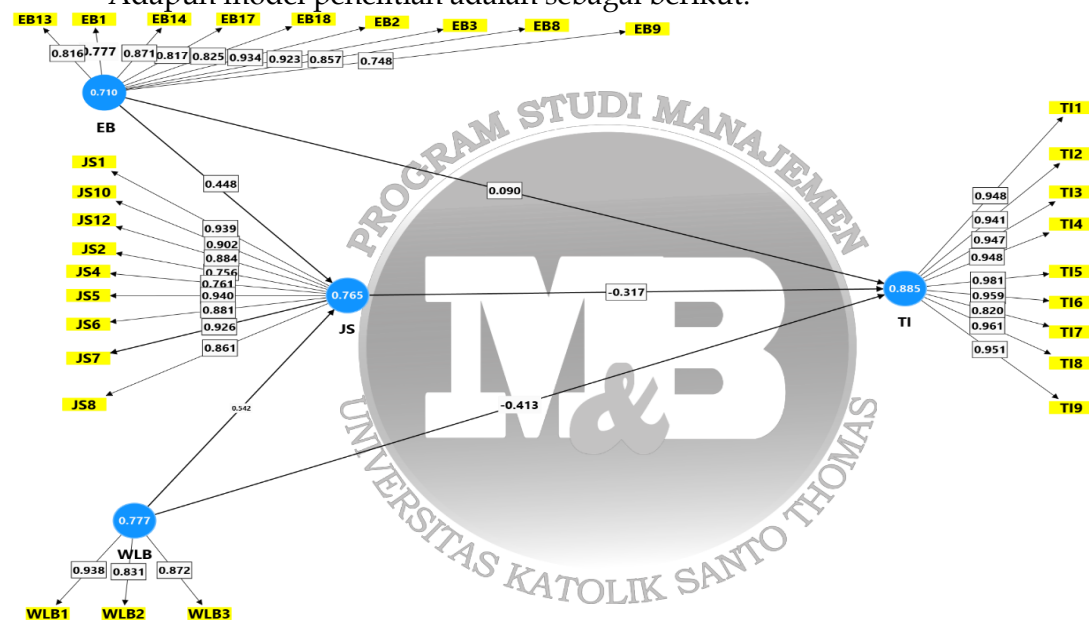 Adapun model penelitian adalah sebagai berikut:
EB13 EB1 EB14 EB17 EB18 EB2 EB3 EB8 EB9
0.816 0.777 0.871 0.817 0.825 0.934 0.923 0.857 0.748
0.710
EB
JS1
JS10
JS12
JS2
JS4
JS5
JS6
JS7
JS8
0.448
0.939
0.902
0.884
0.756
0.761
0.940
0.881
0.926
0.861
0.765
JS
0.542
0.090
-0.317
-0.413
0.777
WLB
0.938 0.831 0.872
WLB1 WLB2 WLB3
0.885
TI
0.948
0.941
0.947
0.948
0.981
0.959
0.820
0.961
0.951
TI1
TI2
TI3
TI4
TI5
TI6
TI7
TI8
TI9
PROGRAM STUDI MANAJEMEN
M&B
UNIVERSITAS KATOLIK SANTO THOMAS